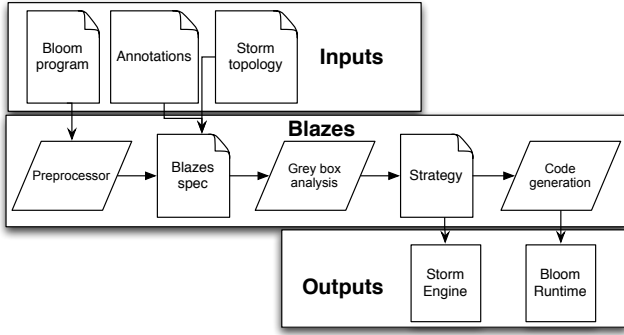 Bloom
program
Annotations
Storm
topology
Inputs
Blazes
Preprocessor
Blazes
spec
Grey box
analysis
Strategy
Code
generation
Outputs
Storm
Engine
Bloom
Runtime